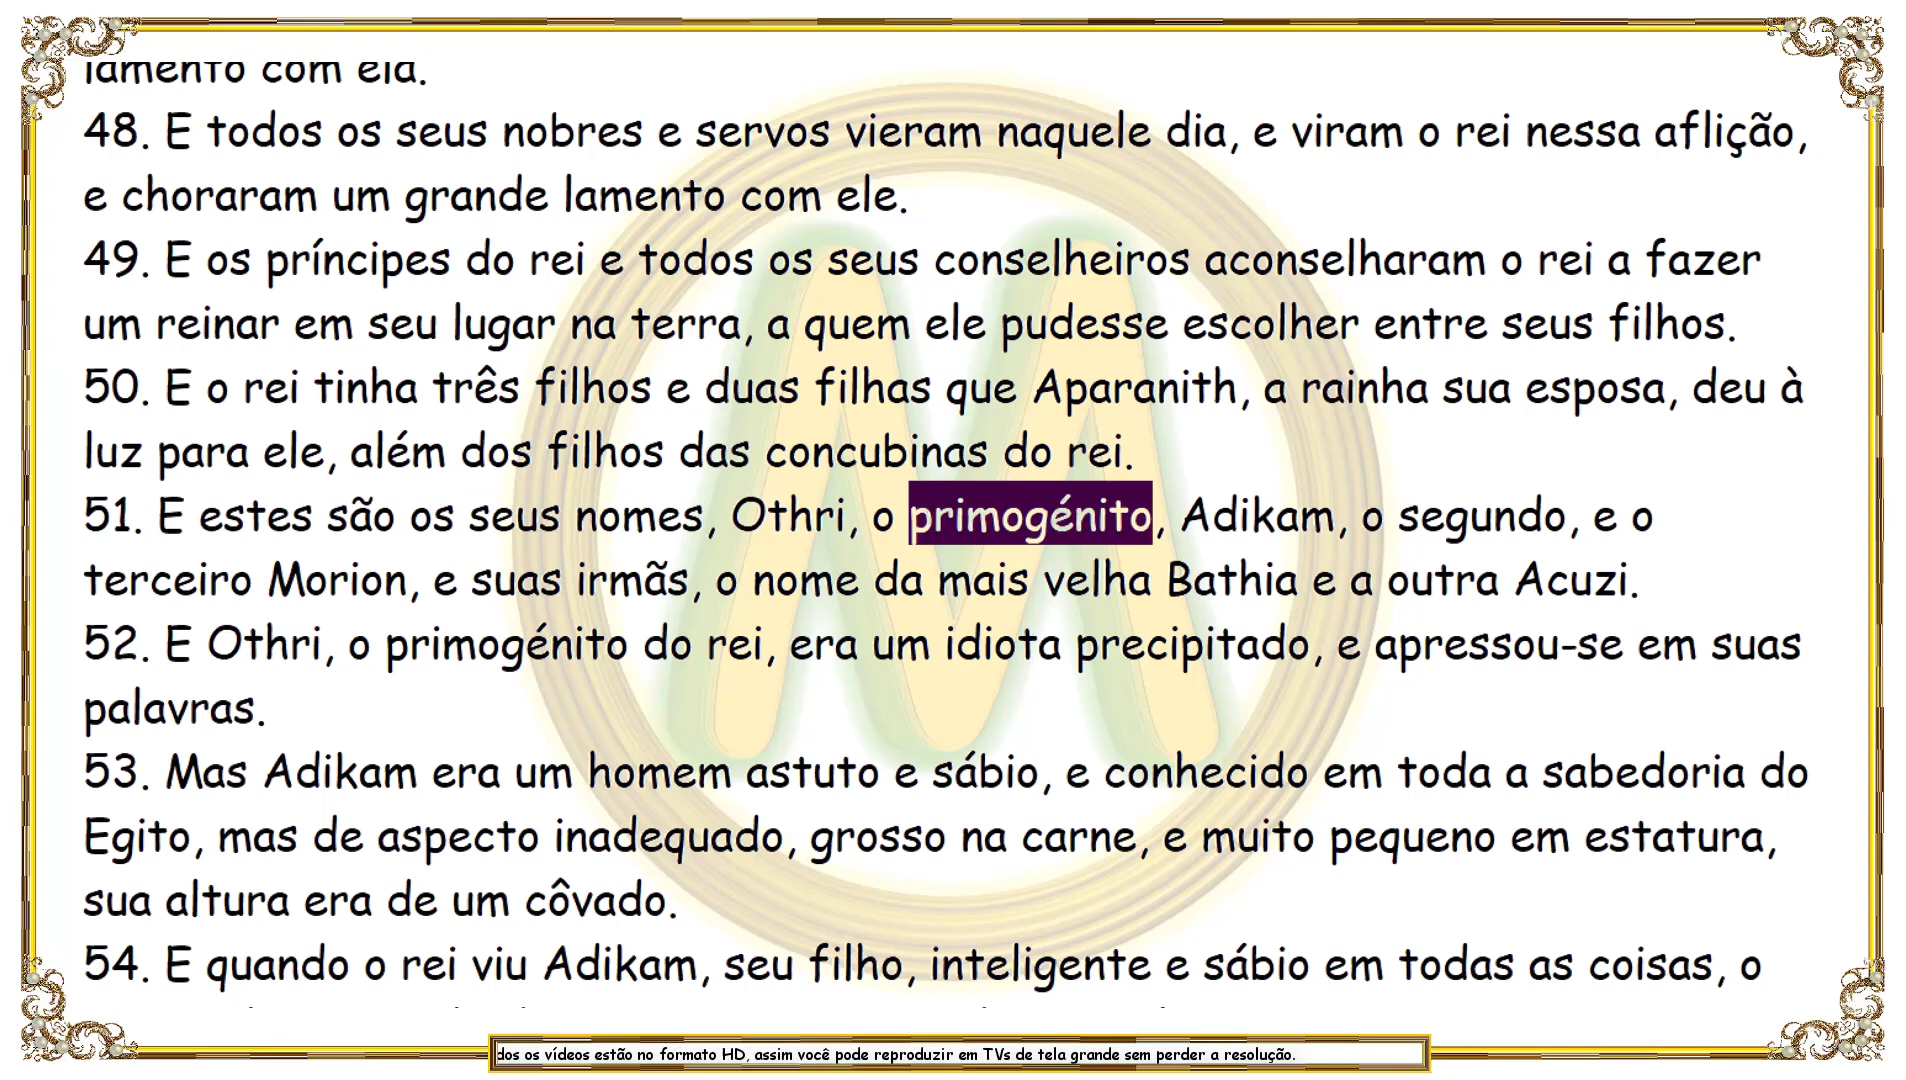 lamento com ela.
48. E todos os seus nobres e servos vieram naquele dia, e viram o rei nessa aflição,
e choraram um grande lamento com ele.
49. E os príncipes do rei e todos os seus conselheiros aconselharam o rei a fazer
um reinar em seu lugar na terra, a quem ele pudesse escolher entre seus filhos.
50. E o rei tinha três filhos e duas filhas que Aparanith, a rainha sua esposa, deu à
luz para ele, além dos filhos das concubinas do rei.
51. E estes são os seus nomes, Othri, o primogénito, Adikam, o segundo, e o
terceiro Morion, e suas irmãs, o nome da mais velha Bathia e a outra Acuzi.
52. E Othri, o primogénito do rei, era um idiota precipitado, e apressou-se em suas
palavras.
53. Mas Adikam era um homem astuto e sábio, e conhecido em toda a sabedoria do
Egito, mas de aspecto inadequado, grosso na carne, e muito pequeno em estatura,
sua altura era de um côvado.
54. E quando o rei viu Adikam, seu filho, inteligente e sábio em todas as coisas, o
dos os vídeos estão no formato HD, assim você pode reproduzir em TVs de tela grande sem perder a resolução.